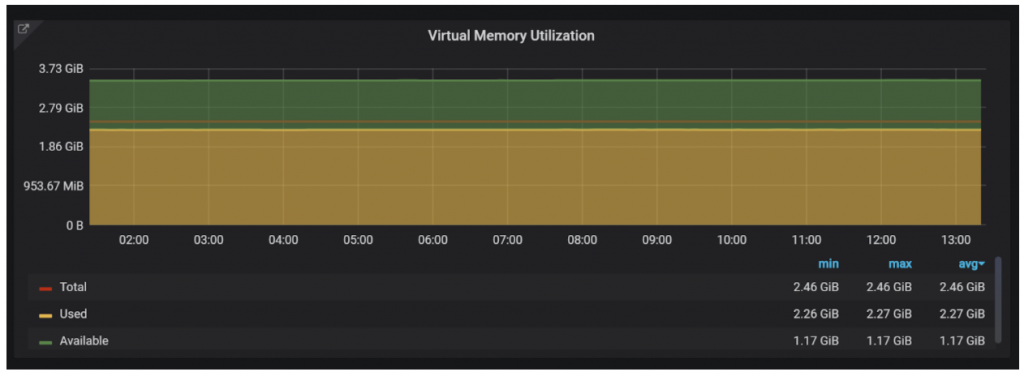 Virtual Memory Utilization
3.73 GiB
2.79 GiB
1.86 GiB
953.67 MiB
0 B
02:00 03:00 04:00 05:00 06:00 07:00 08:00 09:00 10:00 11:00 12:00 13:00
min max avg
Total 2.46 GiB 2.46 GiB 2.46 GiB
Used 2.26 GiB 2.27 GiB 2.27 GiB
Available 1.17 GiB 1.17 GiB 1.17 GiB